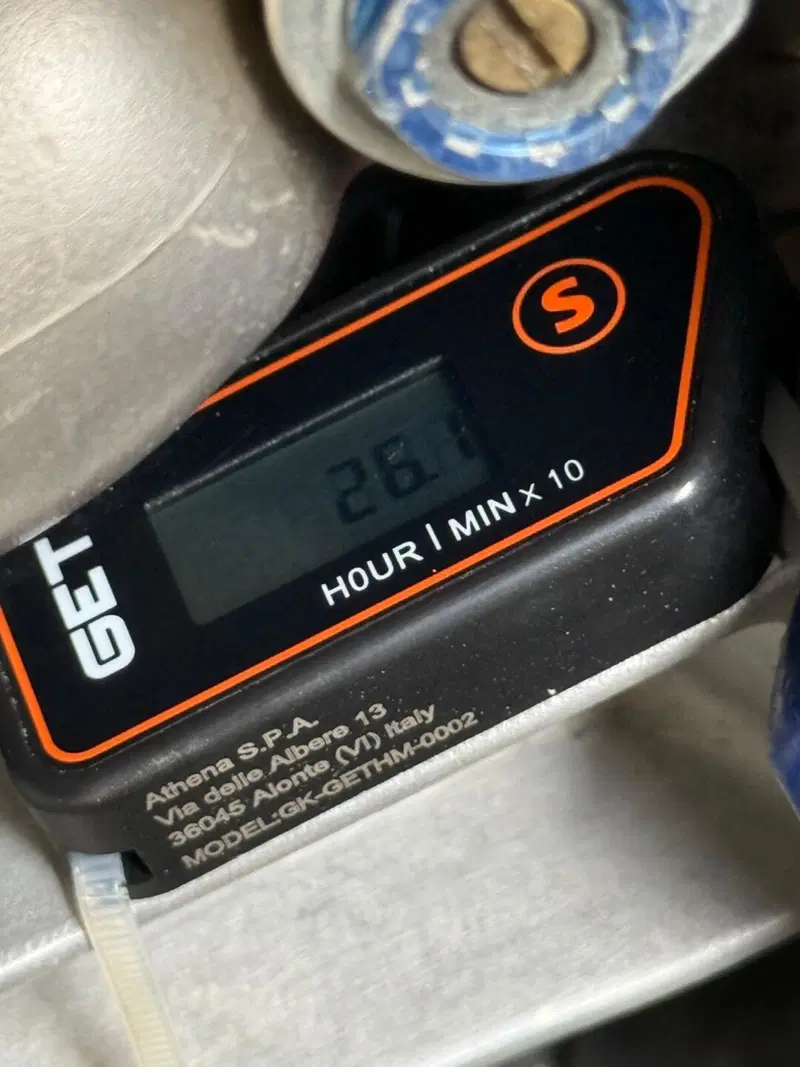 S
26.1
HOUR | MIN x 10
GET
Athena S.P.A.
Via delle Albere 13
36045 Alonte (VI) Italy
MODEL:GK-GETHM-0002